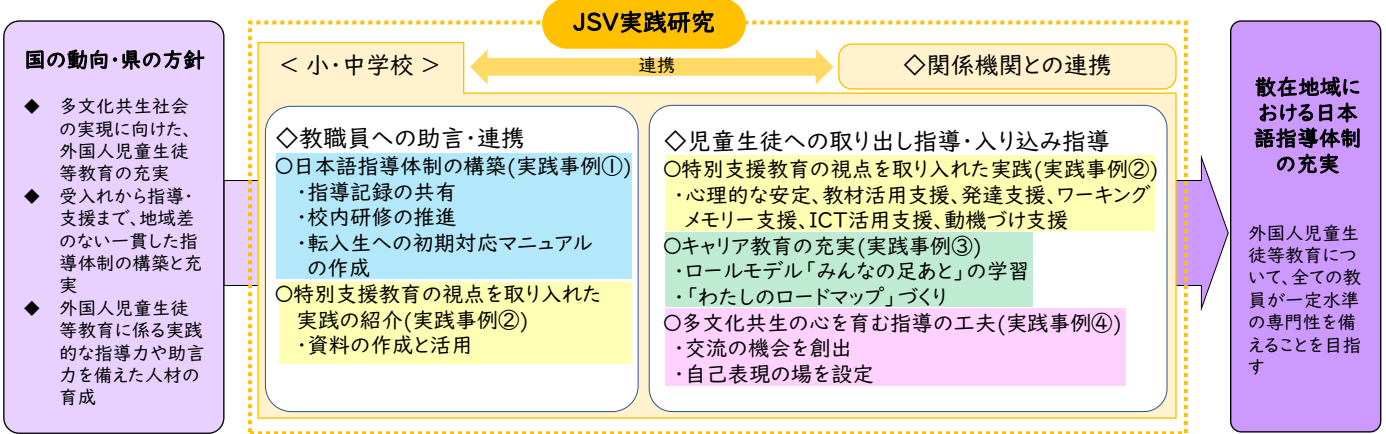 JSV実践研究
国の動向・県の方針
◆ 多文化共生社会
の実現に向けた、
外国人児童生徒
等教育の充実
◆ 受入れから指導・
支援まで、地域差
のない一貫した指
導体制の構築と充
実
◆ 外国人児童生徒
等教育に係る実践
的な指導力や助言
力を備えた人材の
育成
＜ 小・中学校 ＞
連携
◇関係機関との連携
◇教職員への助言・連携
○日本語指導体制の構築(実践事例①)
・指導記録の共有
・校内研修の推進
・転入生への初期対応マニュアル
の作成
○特別支援教育の視点を取り入れた
実践の紹介(実践事例②)
・資料の作成と活用
◇児童生徒への取り出し指導・入り込み指導
○特別支援教育の視点を取り入れた実践(実践事例②)
・心理的な安定、教材活用支援、発達支援、ワーキング
メモリー支援、ICT活用支援、動機づけ支援
○キャリア教育の充実(実践事例③)
・ロールモデル「みんなの足あと」の学習
・「わたしのロードマップ」づくり
○多文化共生の心を育む指導の工夫(実践事例④)
・交流の機会を創出
・自己表現の場を設定
散在地域に
おける日本
語指導体制
の充実
外国人児童生
徒等教育につ
いて、全ての教
員が一定水準
の専門性を備
えることを目指
す